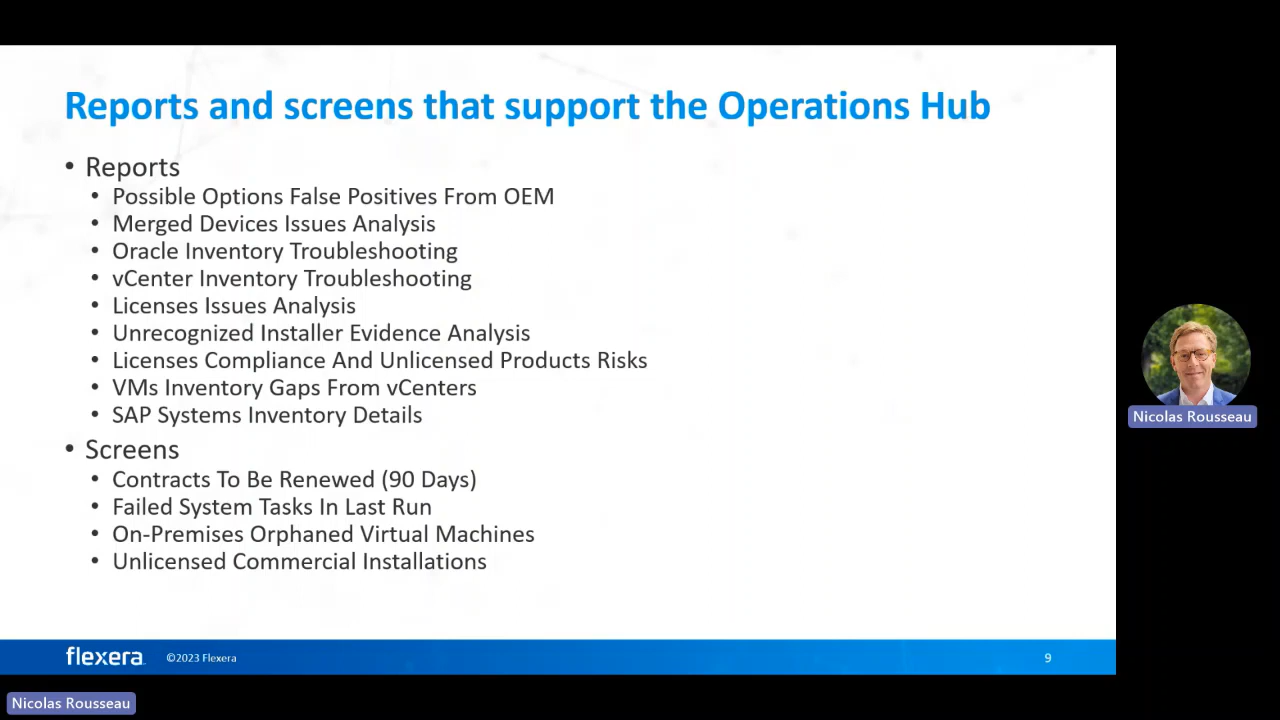 Reports and screens that support the Operations Hub
• Reports
• Possible Options False Positives From OEM
• Merged Devices Issues Analysis
• Oracle Inventory Troubleshooting
• vCenter Inventory Troubleshooting
• Licenses Issues Analysis
• Unrecognized Installer Evidence Analysis
• Licenses Compliance And Unlicensed Products Risks
• VMs Inventory Gaps From vCenters
• SAP Systems Inventory Details
• Screens
• Contracts To Be Renewed (90 Days)
• Failed System Tasks In Last Run
• On-Premises Orphaned Virtual Machines
• Unlicensed Commercial Installations
flexera ©2023 Flexera 9
Nicolas Rousseau
Nicolas Rousseau